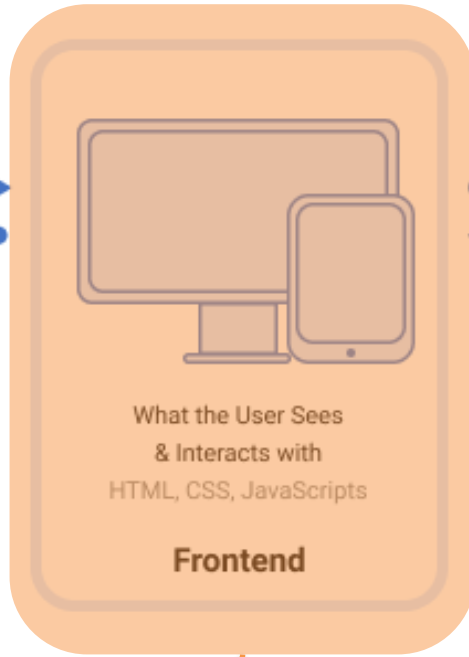 What the User Sees
& Interacts with
HTML, CSS, JavaScripts
Frontend